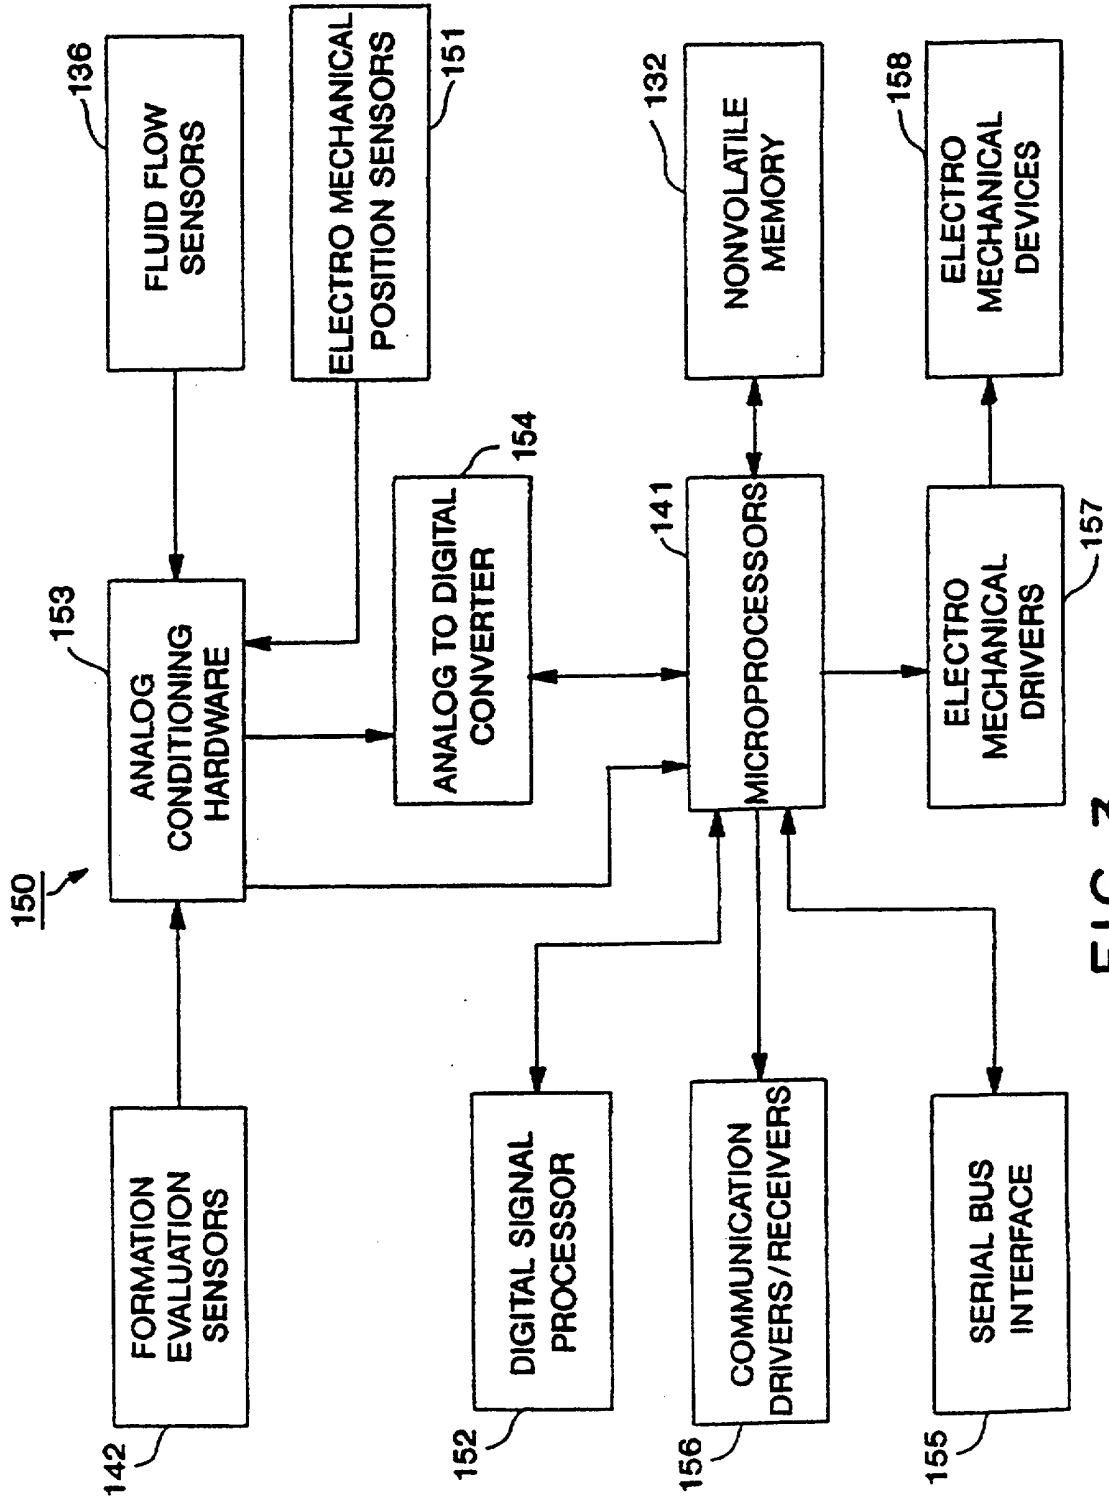 150
142
FORMATION
EVALUATION
SENSORS
153
ANALOG
CONDITIONING
HARDWARE
136
FLUID FLOW
SENSORS
ELECTRO MECHANICAL
POSITION SENSORS
151
152
DIGITAL SIGNAL
PROCESSOR
ANALOG TO DIGITAL
CONVERTER
154
156
COMMUNICATION
DRIVERS/RECEIVERS
141
MICROPROCESSORS
132
NONVOLATILE
MEMORY
155
SERIAL BUS
INTERFACE
ELECTRO
MECHANICAL
DRIVERS
157
158
ELECTRO
MECHANICAL
DEVICES
FIG. 3